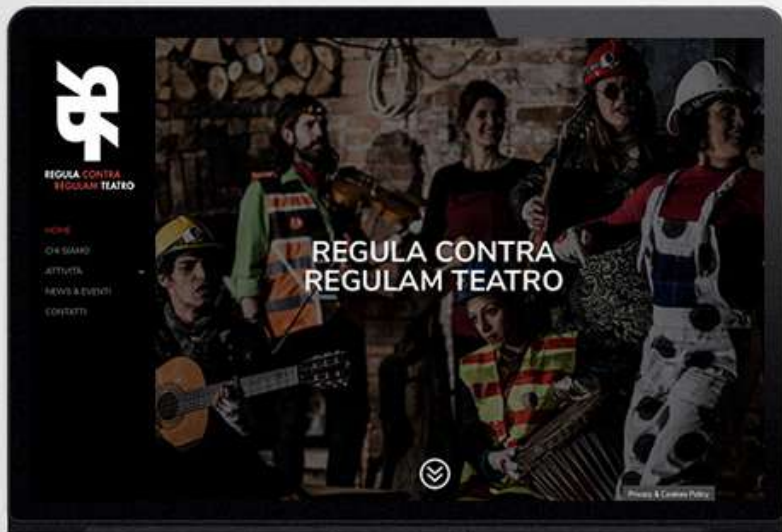 REGULA CONTRA
REGULAM TEATRO
HOME
CHI SIAMO
ATTIVITÀ
NEWS & EVENTI
CONTATTI
REGULA CONTRA
REGULAM TEATRO
Privacy & Cookies Policy